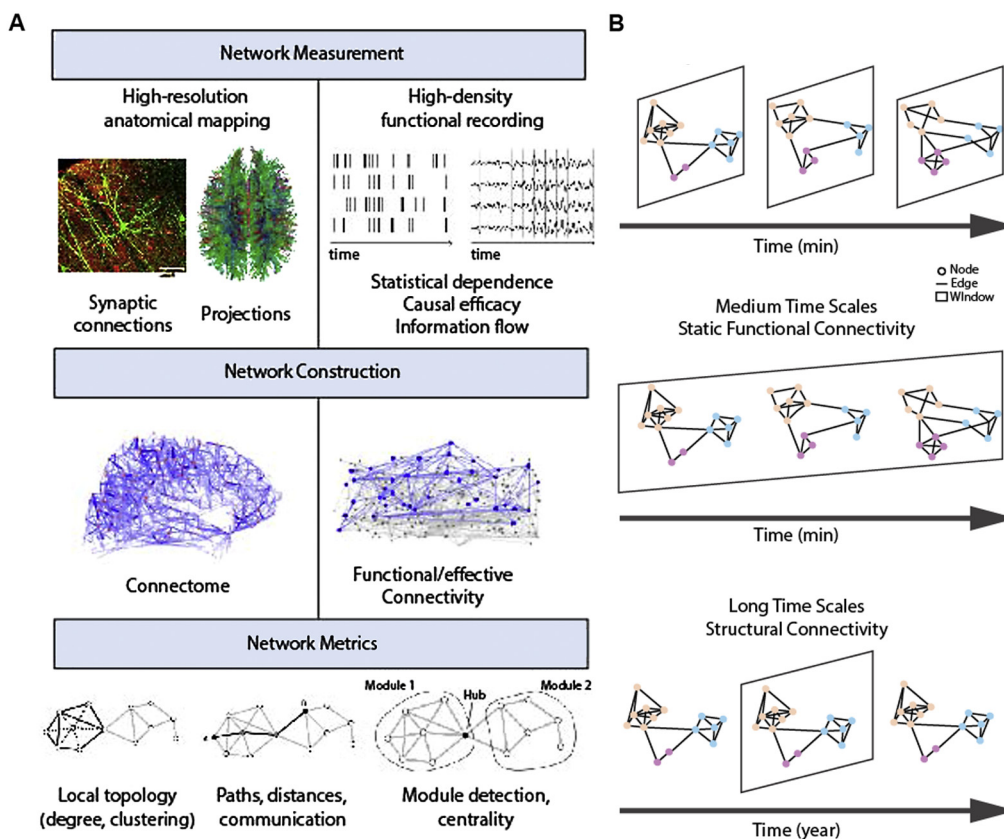 A
Network Measurement
High-resolution
anatomical mapping
High-density
functional recording
time
time
Synaptic
connections
Projections
Statistical dependence
Causal efficacy
Information flow
Network Construction
Connectome
Functional/effective
Connectivity
Network Metrics
Module 1
Hub
Module 2
Local topology
(degree, clustering)
Paths, distances,
communication
Module detection,
centrality
B
Time (min)
Node
Edge
WIndow
Medium Time Scales
Static Functional Connectivity
Time (min)
Long Time Scales
Structural Connectivity
Time (year)